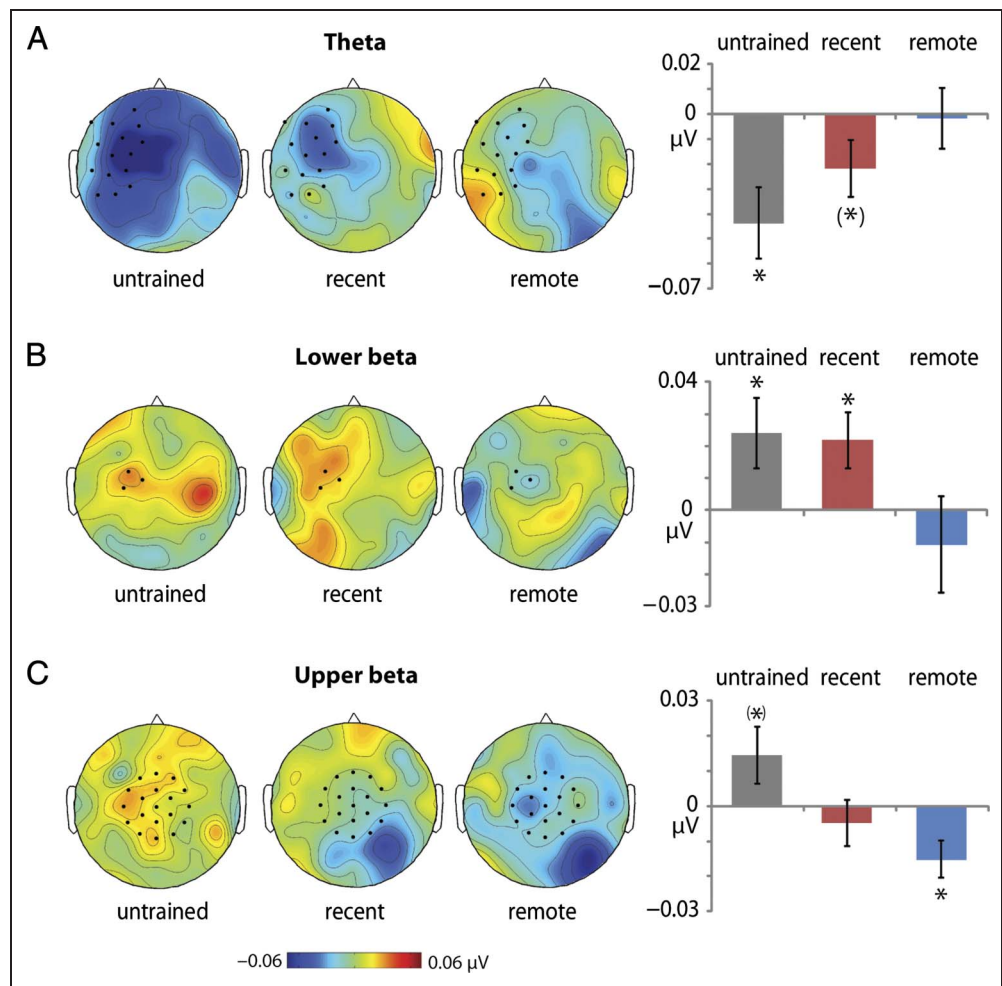 A
Theta
untrained recent remote
0.02
0
µV
(*)
*
−0.07
untrained recent remote
B
Lower beta
untrained recent remote
0.04
* *
0
µV
−0.03
untrained recent remote
C
Upper beta
untrained recent remote
0.03
(*)
0
µV
*
−0.03
untrained recent remote
−0.06 0.06 µV